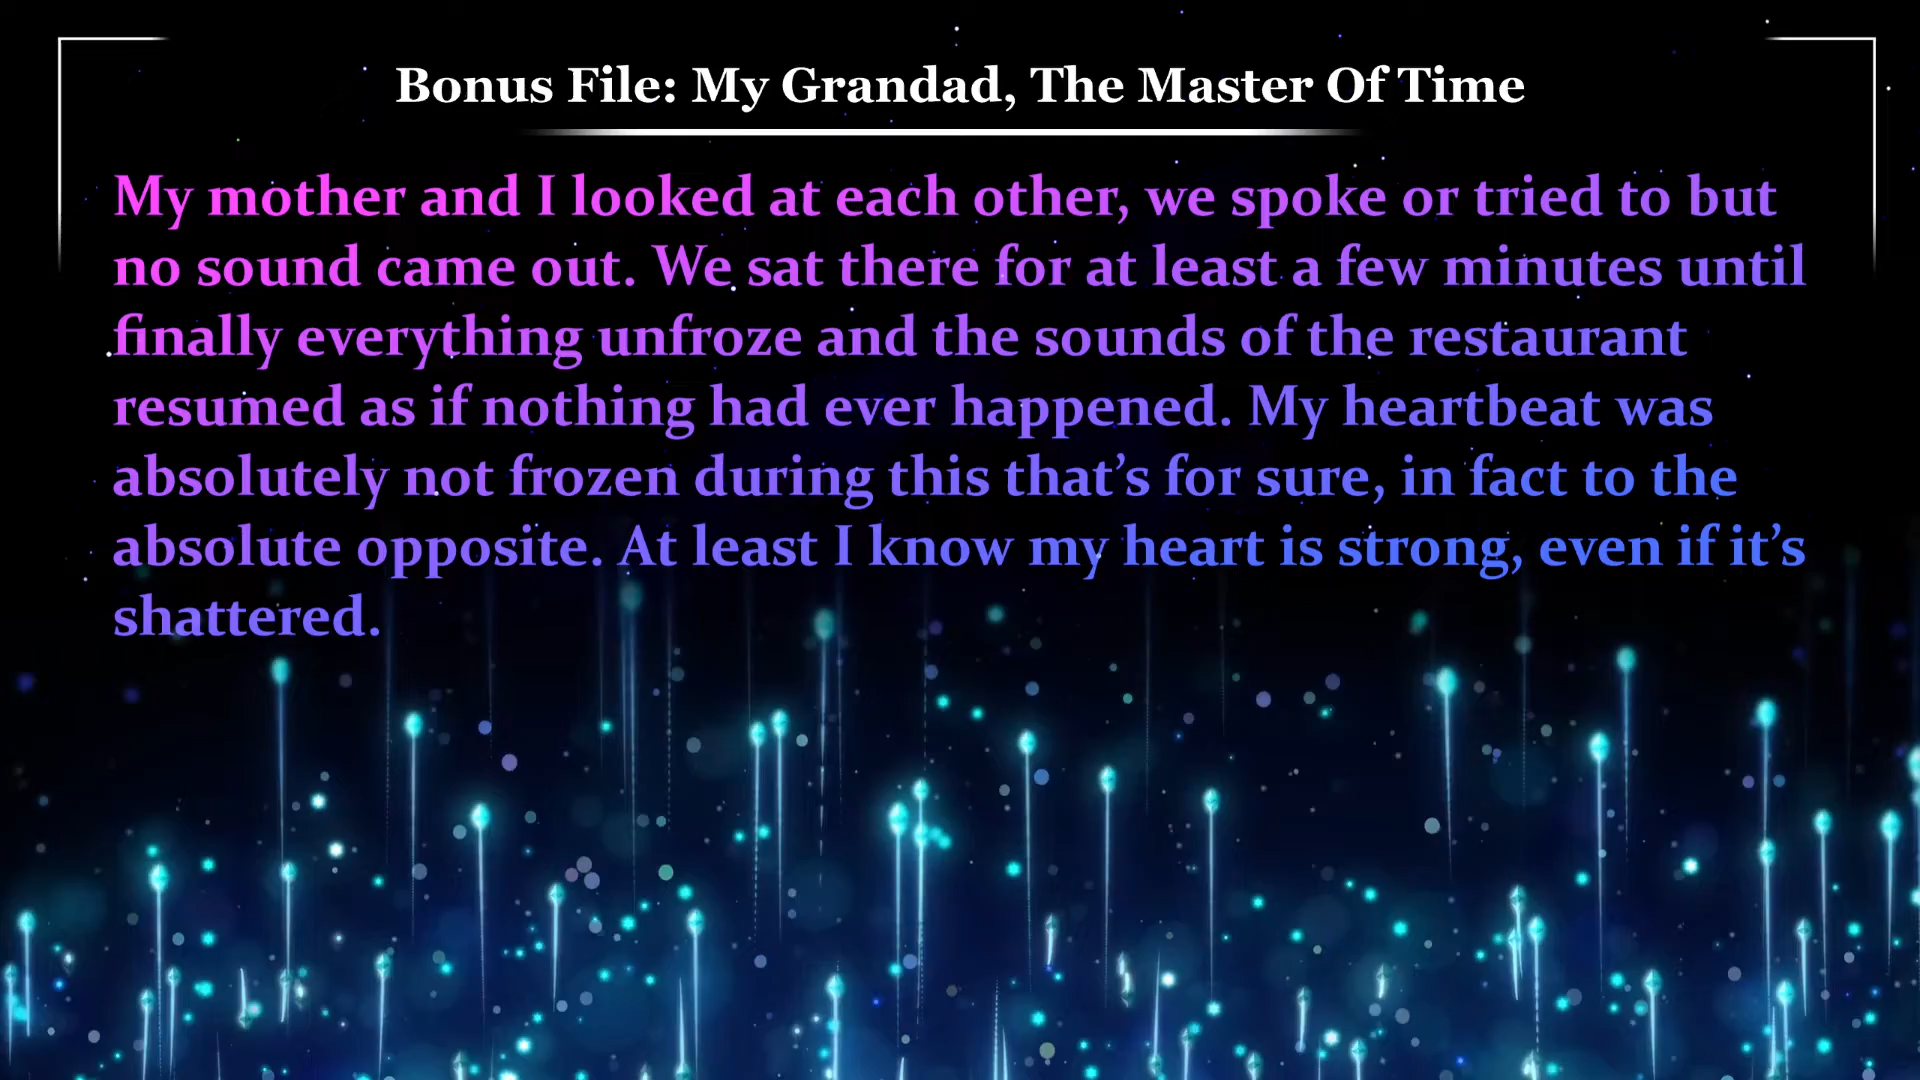 Bonus File: My Grandad, The Master Of Time
My mother and I looked at each other, we spoke or tried to but
no sound came out. We sat there for at least a few minutes until
finally everything unfroze and the sounds of the restaurant
resumed as if nothing had ever happened. My heartbeat was
absolutely not frozen during this that’s for sure, in fact to the
absolute opposite. At least I know my heart is strong, even if it’s
shattered.